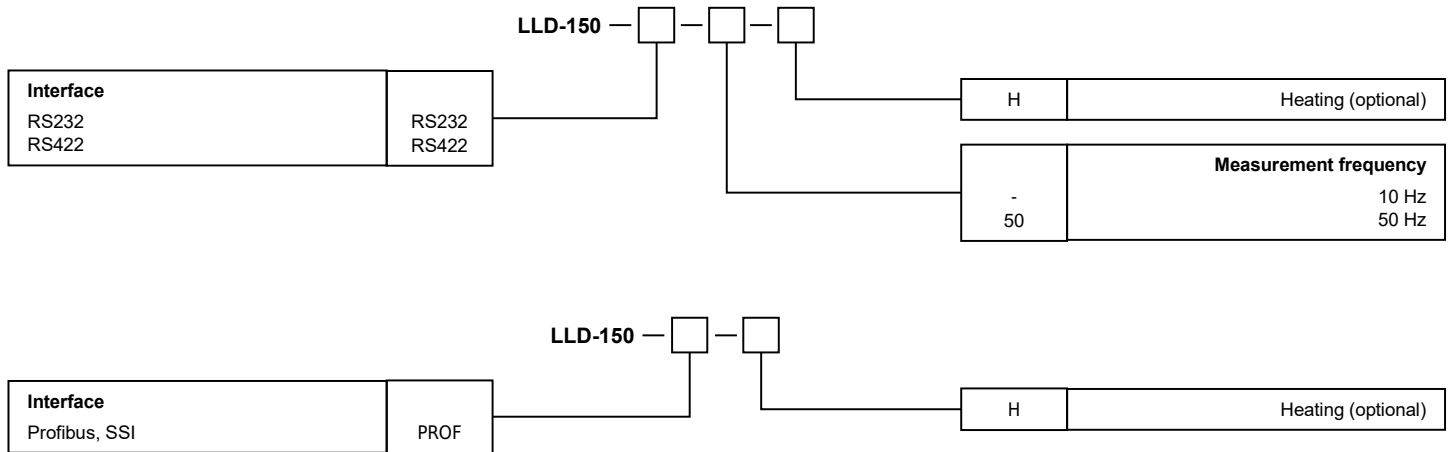 LLD-150 — — —
Interface
RS232 RS232
RS422 RS422
H Heating (optional)
Measurement frequency
- 10 Hz
50 50 Hz
LLD-150 — —
Interface
Profibus, SSI PROF
H Heating (optional)